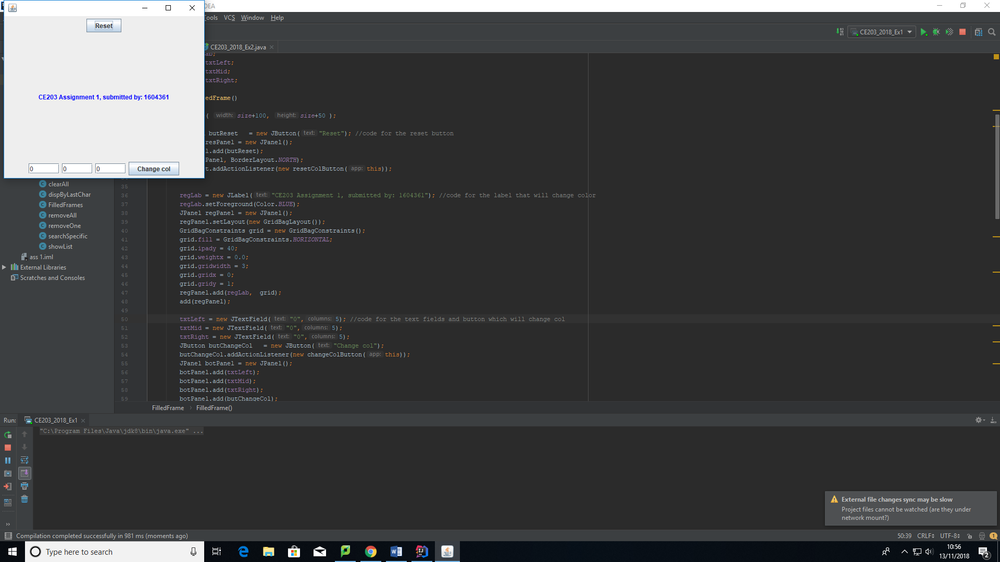 DEA
Reset
CE203 Assignment 1, submitted by: 1604361
0 0 0 Change col
ools VCS Window Help
CE203_2018_Ex1
CE203_2018_Ex2.java
ab;
txtLeft;
txtMid;
txtRight;
edFrame()
( width: size+100, height: size+50 );
butReset = new JButton( text: "Reset"); //code for the reset button
resPanel = new JPanel();
l.add(butReset);
Panel, BorderLayout.NORTH);
t.addActionListener(new resetColButton( app: this));
35
36 regLab = new JLabel( text: "CE203 Assignment 1, submitted by: 1604361"); //code for the label that will change color
37 regLab.setForeground(Color.BLUE);
38 JPanel regPanel = new JPanel();
39 regPanel.setLayout(new GridBagLayout());
40 GridBagConstraints grid = new GridBagConstraints();
41 grid.fill = GridBagConstraints.HORIZONTAL;
42 grid.ipady = 40;
43 grid.weightx = 0.0;
44 grid.gridwidth = 3;
45 grid.gridx = 0;
46 grid.gridy = 1;
47 regPanel.add(regLab, grid);
48 add(regPanel);
49
50 txtLeft = new JTextField( text: "0", columns: 5); //code for the text fields and button which will change col
51 txtMid = new JTextField( text: "0", columns: 5);
52 txtRight = new JTextField( text: "0", columns: 5);
53 JButton butChangeCol = new JButton( text: "Change col");
54 butChangeCol.addActionListener(new changeColButton( app: this));
55 JPanel botPanel = new JPanel();
56 botPanel.add(txtLeft);
57 botPanel.add(txtMid);
58 botPanel.add(txtRight);
59 botPanel.add(butChangeCol);
clearAll
dispByLastChar
FilledFrames
removeAll
removeOne
searchSpecific
showList
ass 1.iml
External Libraries
Scratches and Consoles
FilledFrame FilledFrame()
Run: CE203_2018_Ex1
"C:\Program Files\Java\jdk8\bin\java.exe" ...
External file changes sync may be slow
Project files cannot be watched (are they under
network mount?)
Compilation completed successfully in 981 ms (moments ago)
50:39 CRLF UTF-8 1
Type here to search
10:56
13/11/2018
2